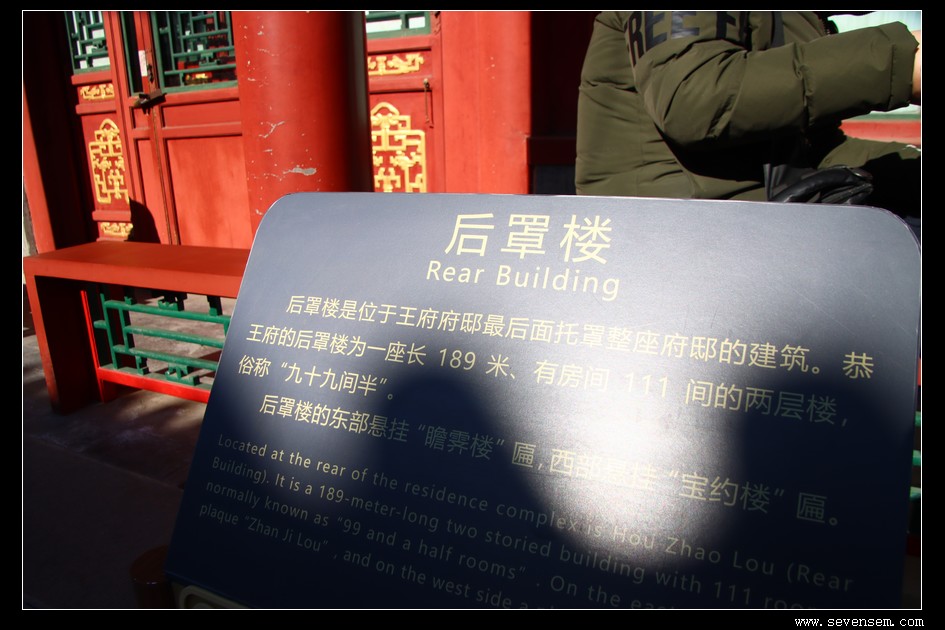 REE
后罩楼
Rear Building
后罩楼是位于王府府邸最后面托罩整座府邸的建筑。恭
王府的后罩楼为一座长 189 米、有房间 111 间的两层楼，
俗称“九十九间半”。
后罩楼的东部悬挂“瞻霁楼”匾，西部悬挂“宝约楼”匾。
Located at the rear of the residence complex is Hou Zhao Lou (Rear
Building). It is a 189-meter-long two storied building with 111 rooms
normally known as "99 and a half rooms". On the east
plaque "Zhan Ji Lou", and on the west side a
www.sevensem.com